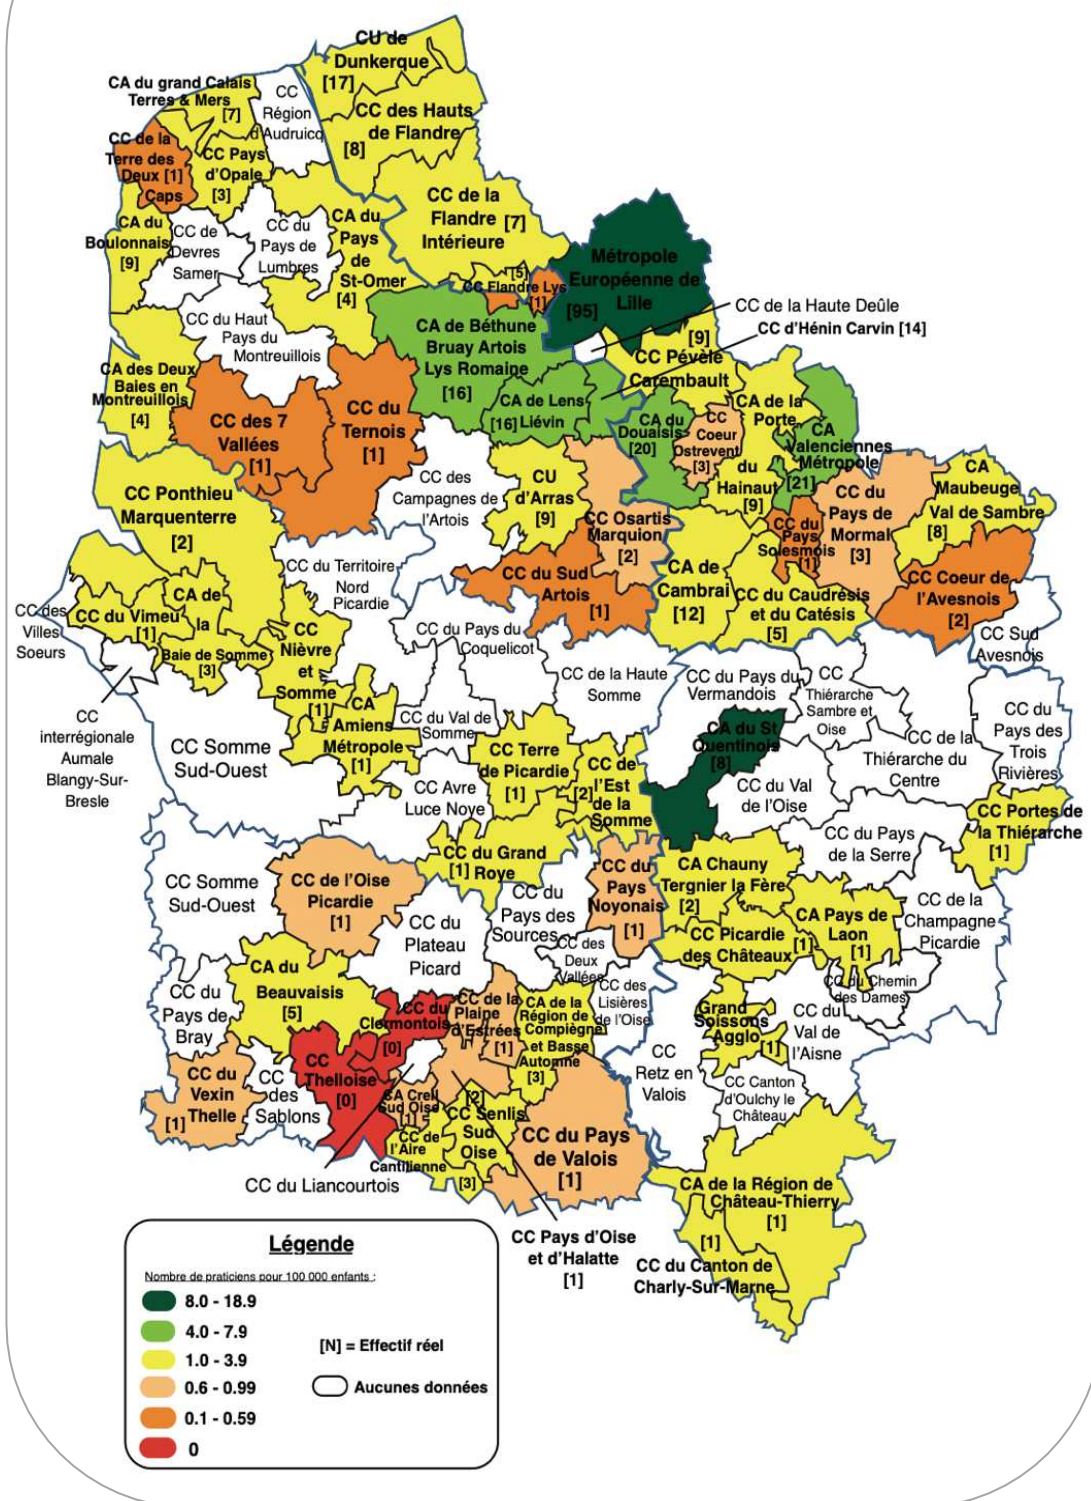 CU de
Dunkerque
[17]
CA du grand Calais
Terres & Mers
[7]
CC
Région
d'Audruicq
CC des Hauts
de Flandre
[8]
CC de la
Terre des
Deux [1]
Caps
CC Pays
d'Opale
[3]
CC de la
Flandre [7]
Intérieure
CA du
Boulonnais
[9]
CC de
Devres
Samer
CC du
Pays de
Lumbres
CA du
Pays
de
St-Omer
[4]
[5]
CC Flandre Lys
[1]
Métropole
Européenne de
Lille
[95]
CC de la Haute Deûle
CC d'Hénin Carvin [14]
CC du Haut
Pays du
Montreuillois
CA de Béthune
Bruay Artois
Lys Romaine
[16]
[9]
CC Pévèle
Carembault
CA des Deux
Baies en
Montreuillois
[4]
CC des 7
Vallées
[1]
CC du
Ternois
[1]
CA de Lens
[16] Liévin
CA du
Douaisis
[20]
CC
Coeur
Ostrevent
[3]
CA de la
Porte
du
Hainaut
[9]
CA
Valenciennes
Métropole
[21]
CC des
Campagnes de
l'Artois
CU
d'Arras
[9]
CC Osartis
Marquion
[2]
CC du
Pays
Solesmois
[1]
CC du
Pays de
Mormal
[3]
CA
Maubeuge
Val de Sambre
[8]
CC Ponthieu
Marquenterre
[2]
CC du Territoire
Nord
Picardie
CC du Sud
Artois
[1]
CA de
Cambrai
[12]
CC du Caudrésis
et du Catésis
[5]
CC Coeur de
l'Avesnois
[2]
CC Sud
Avesnois
CC des
Villes
Soeurs
CC du Vimeu
[1]
CA de
la
Baie de Somme
[3]
CC
Nièvre
et
Somme
[1]
CC du Pays du
Coquelicot
CC de la Haute
Somme
CC du Pays du
Vermandois
CC
Thiérarche
Sambre et
Oise
CC du
Pays des
Trois
Rivières
CC
interrégionale
Aumale
Blangy-Sur-
Bresle
CC Somme
Sud-Ouest
CA
Amiens
Métropole
[1]
CC du Val de
Somme
CC Terre
de Picardie
[1]
CC de
l'Est
[2]
de la
Somme
CA du St
Quentinois
[8]
CC de la
Thiérache du
Centre
CC Avre
Luce Noye
CC du Val
de l'Oise
CC Portes de
la Thiérarche
[1]
CC du Pays
de la Serre
CC du Grand
[1] Roye
CC Somme
Sud-Ouest
CC de l'Oise
Picardie
[1]
CC du
Pays des
Sources
CC du
Pays
Noyonais
[1]
CA Chauny
Tergnier la Fère
[2]
CA Pays de
Laon
[1]
CC de la
Champagne
Picardie
CC du
Plateau
Picard
CC des
Deux
Vallées
CC Picardie
des Châteaux
[1]
CC du Chemin
des Dames
CC du
Pays de
Bray
CA du
Beauvaisis
[5]
CC du
Clermontois
[0]
CC de la
Plaine
d'Estrées
[1]
CA de la
Région de
Compiègne
et Basse
Automne
[3]
CC des
Lisières
de l'Oise
Grand
Soissons
Agglo
[1]
CC du
Val de
l'Aisne
CC du
Vexin
Thelle
[1]
CC
des
Sablons
CC
Thelloise
[0]
CA Creil
Sud Oise
[1]
[2]
CC Senlis
Sud
Oise
CC
Retz en
Valois
CC Canton
d'Oulchy le
Château
CC de
l'Aire
Cantilienne
[3]
CC du Pays
de Valois
[1]
CC du Liancourtois
CA de la Région de
Château-Thierry
[1]
[1]
CC du Canton de
Charly-Sur-Marne
CC Pays d'Oise
et d'Halatte
[1]
Légende
Nombre de praticiens pour 100 000 enfants :
8.0 - 18.9
4.0 - 7.9
1.0 - 3.9
0.6 - 0.99
0.1 - 0.59
0
[N] = Effectif réel
Aucunes données